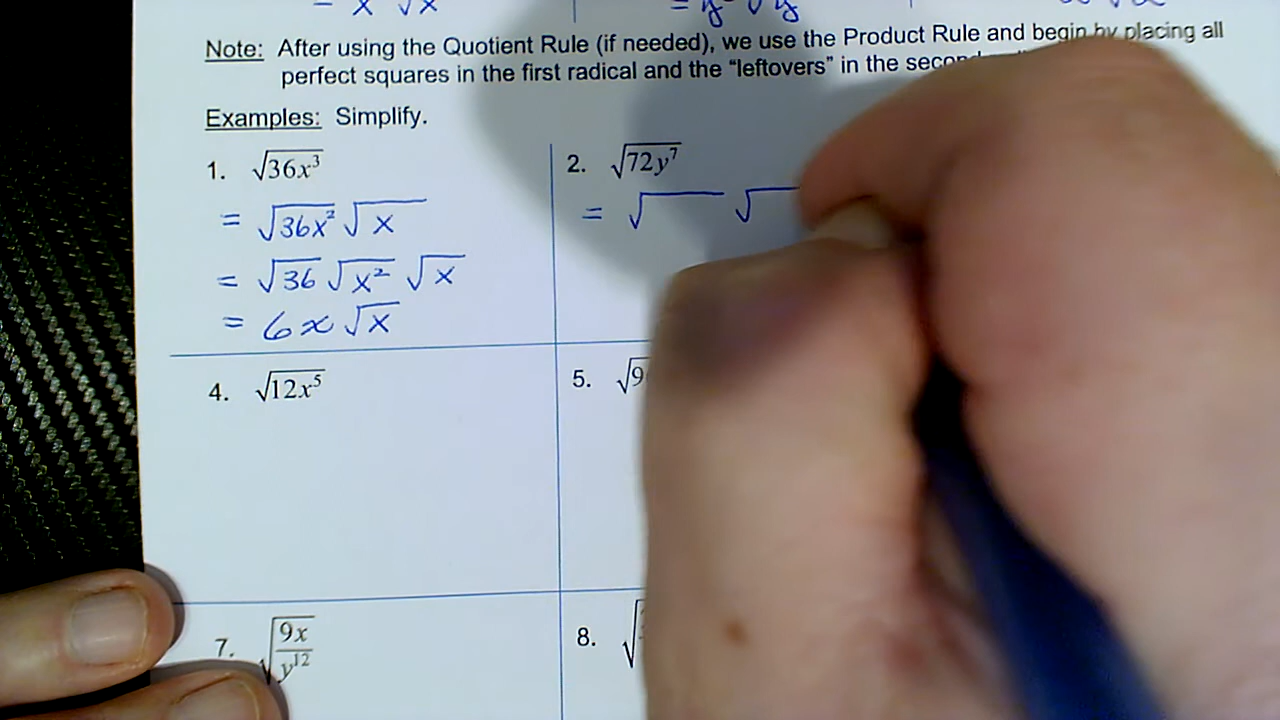 = x √x = y √y
Note: After using the Quotient Rule (if needed), we use the Product Rule and begin by placing all
perfect squares in the first radical and the “leftovers” in the
Examples: Simplify.
1. √36x³
= √36x² √x
= √36 √x² √x
= 6x √x
2. √72y⁷
= √ √
4. √12x⁵
5. √9
7. √9x/y¹²
8. √